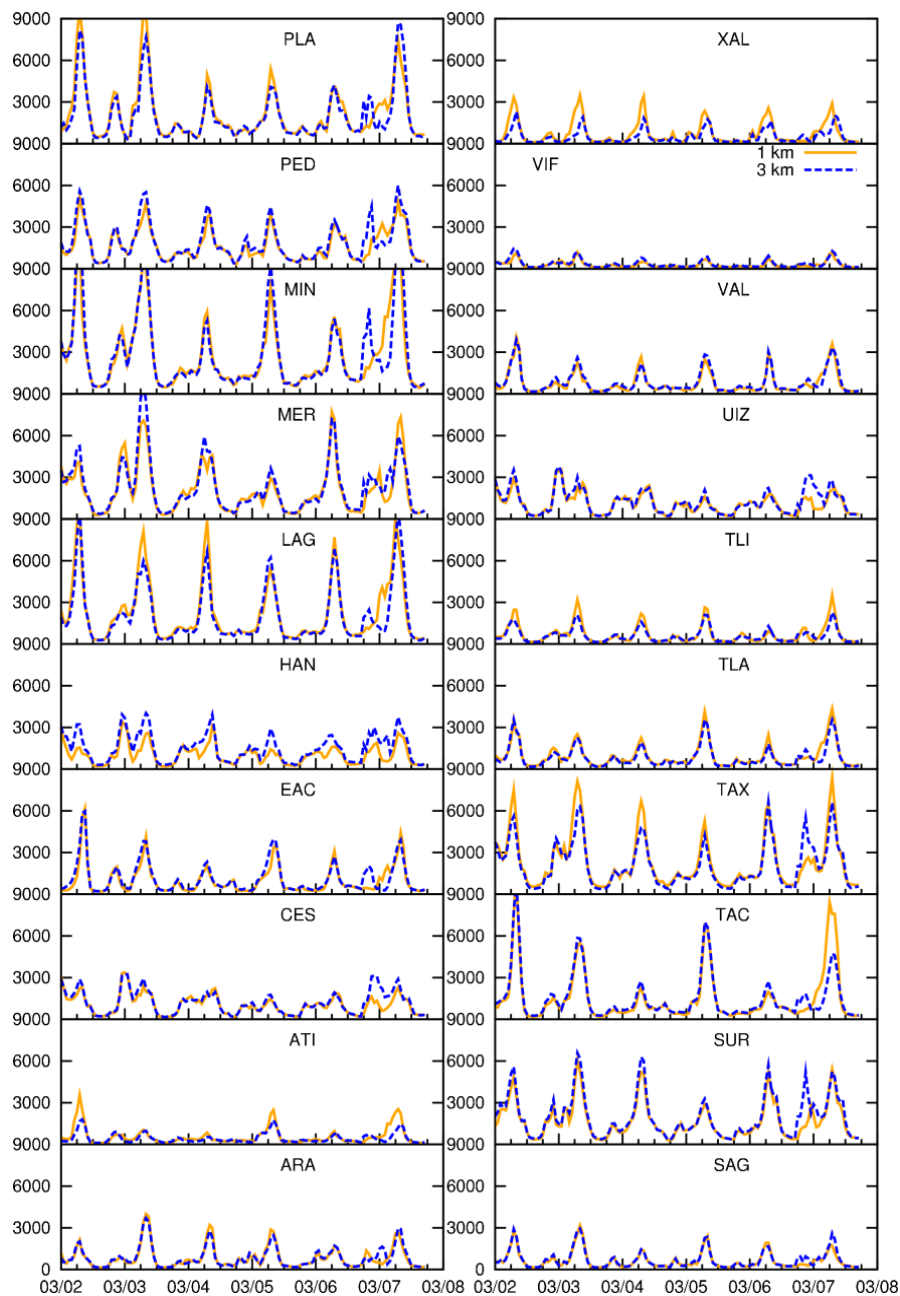 9000 PLA XAL
6000
3000
9000 1 km
PED VIF 3 km
6000
3000
9000
MIN VAL
6000
3000
9000
MER UIZ
6000
3000
9000
LAG TLI
6000
3000
9000
HAN TLA
6000
3000
9000
EAC TAX
6000
3000
9000
CES TAC
6000
3000
9000
ATI SUR
6000
3000
9000
ARA SAG
6000
3000
0
03/02 03/03 03/04 03/05 03/06 03/07 03/08 03/02 03/03 03/04 03/05 03/06 03/07 03/08